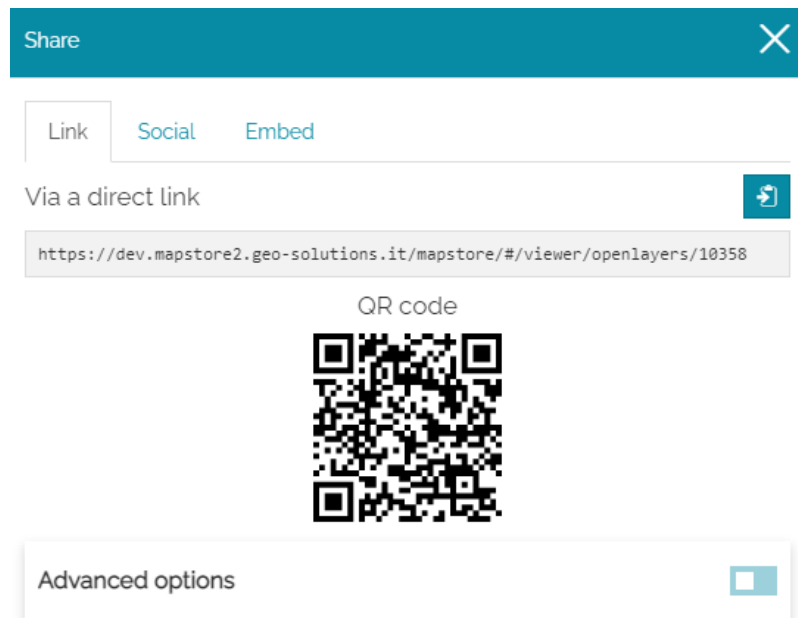 Share
Link Social Embed
Via a direct link
https://dev.mapstore2.geo-solutions.it/mapstore/#/viewer/openlayers/10358
QR code
Advanced options